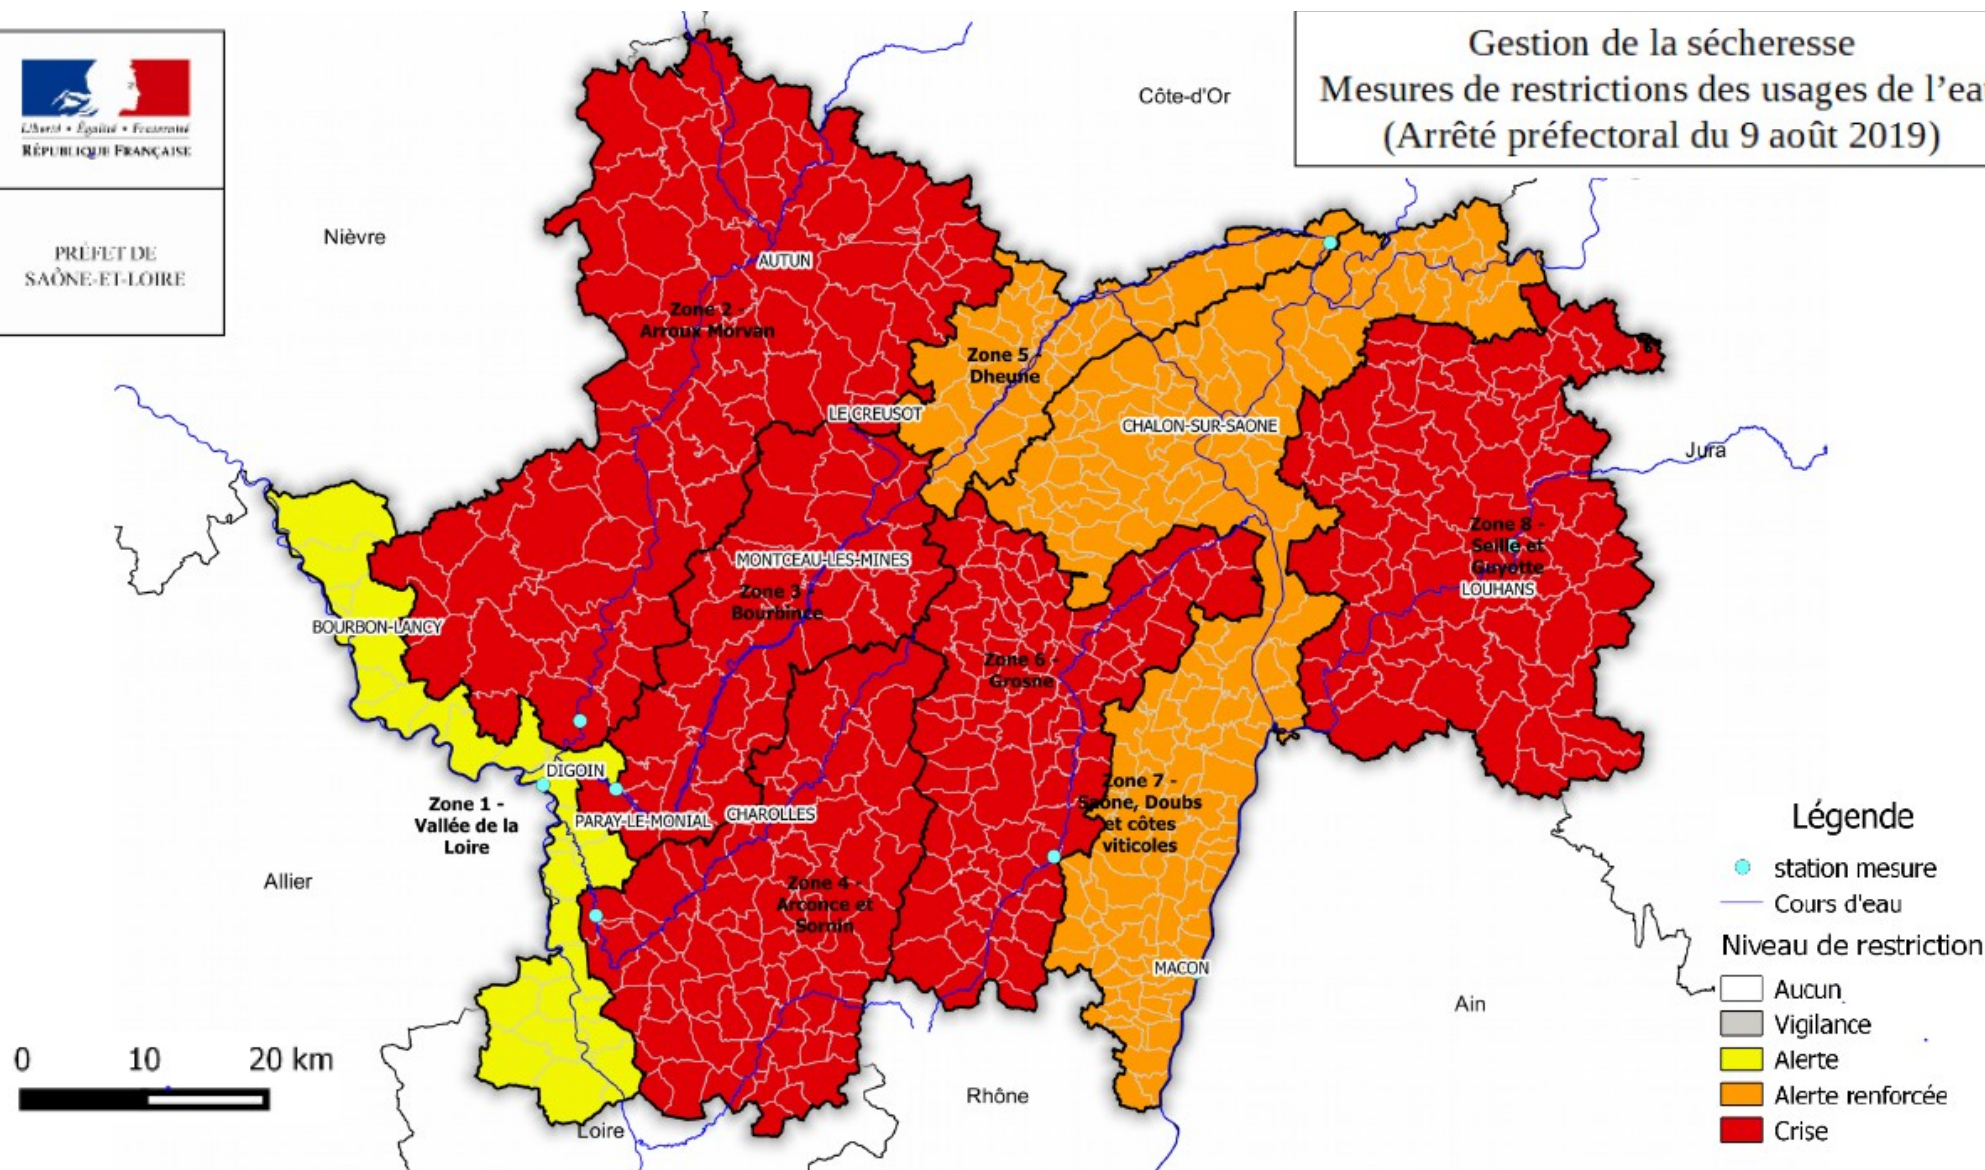 Liberté • Égalité • Fraternité
RÉPUBLIQUE FRANÇAISE
PRÉFET DE
SAÔNE-ET-LOIRE
Gestion de la sécheresse
Mesures de restrictions des usages de l'eau
(Arrêté préfectoral du 9 août 2019)
Côte-d'Or
Nièvre
AUTUN
Zone 2 -
Arroux Morvan
Zone 5 -
Dheune
LE CREUSOT
CHALON-SUR-SAONE
Jura
Zone 8 -
Seille et
Guyotte
LOUHANS
MONTCEAU-LES-MINES
Zone 3 -
Bourbince
BOURBON-LANCY
Zone 6 -
Grosne
DIGOIN
Zone 1 -
Vallée de la
Loire
PARAY-LE-MONIAL
CHAROLLES
Zone 7 -
Saône, Doubs
et côtes
viticoles
Allier
Zone 4 -
Arconce et
Sornin
MACON
Ain
Rhône
Loire
0 10 20 km
Légende
station mesure
Cours d'eau
Niveau de restriction
Aucun
Vigilance
Alerte
Alerte renforcée
Crise